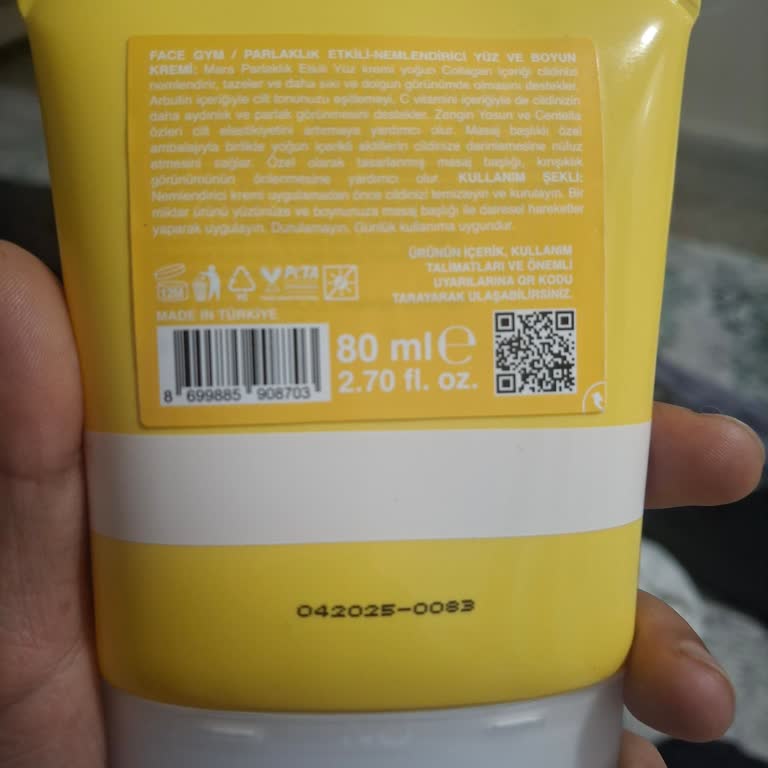 FACE GYM / PARLAKLIK ETKİLİ-NEMLENDİRİCİ YÜZ VE BOYUN
KREMİ: Mara Parlaklık Etkili Yüz kremi yoğun Collagen içeriği cildinizi
nemlendirir, tazeler ve daha sıkı ve dolgun görünümde olmasını destekler.
Arbutin içeriğiyle cilt tonunuzu eşitlemeyi, C vitamini içeriğiyle de cildinizin
daha aydınlık ve parlak görünmesini destekler. Zengin Yosun ve Centella
özleri cilt elastikiyetini artırmaya yardımcı olur. Masaj başlıklı özel
ambalajıyla birlikte yoğun içerikli aktiflerin cildinize derinlemesine nüfuz
etmesini sağlar. Özel olarak tasarlanmış masaj başlığı, kırışıklık
görünümünün önlenmesine yardımcı olur. KULLANIM ŞEKLİ:
Nemlendirici kremi uygulamadan önce cildinizi temizleyin ve kurulayın. Bir
miktar ürünü yüzünüze ve boynunuza masaj başlığı ile dairesel hareketler
yaparak uygulayın. Durulamayın. Günlük kullanıma uygundur.
ÜRÜNÜN İÇERİK, KULLANIM
TALİMATLARI VE ÖNEMLİ
UYARILARINA QR KODU
TARAYARAK ULAŞABİLİRSİNİZ.
12M PETA
MADE IN TÜRKİYE
80 ml e
2.70 fl. oz.
8 699885 908703
042025-0083